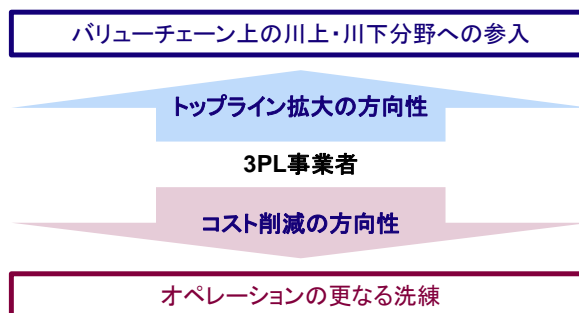 バリューチェーン上の川上・川下分野への参入
トップライン拡大の方向性
3PL事業者
コスト削減の方向性
オペレーションの更なる洗練